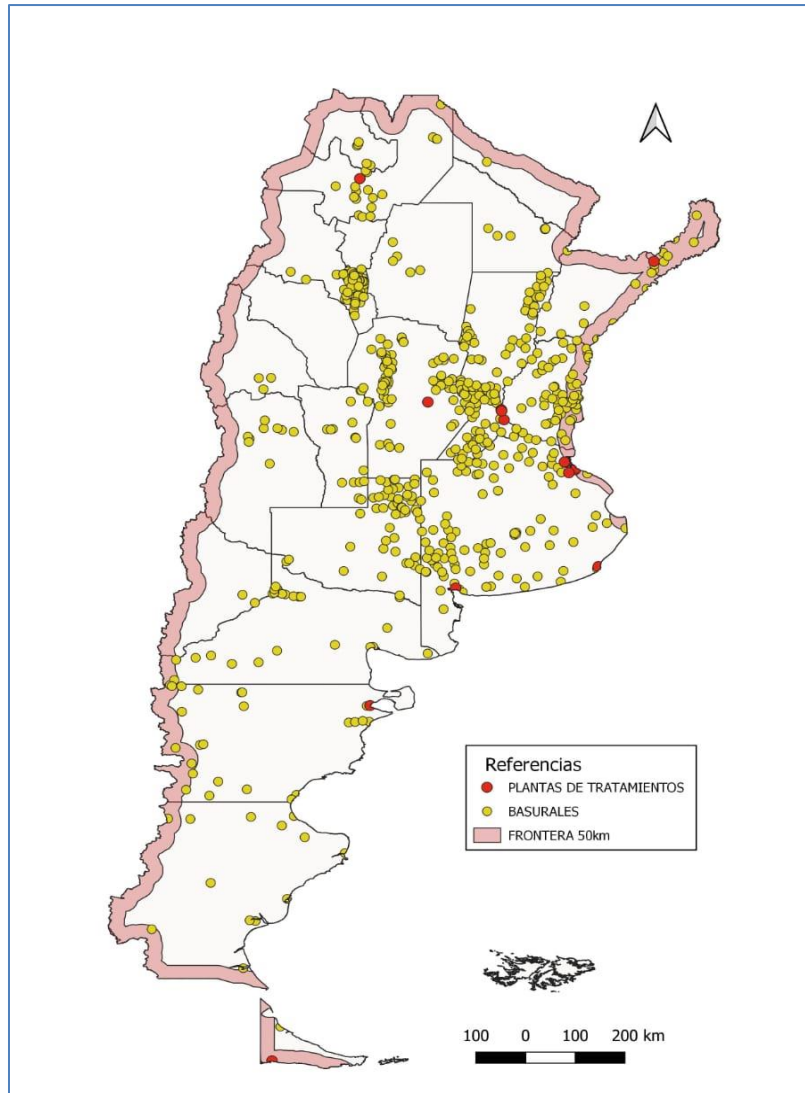 Referencias
PLANTAS DE TRATAMIENTOS
BASURALES
FRONTERA 50km
100 0 100 200 km